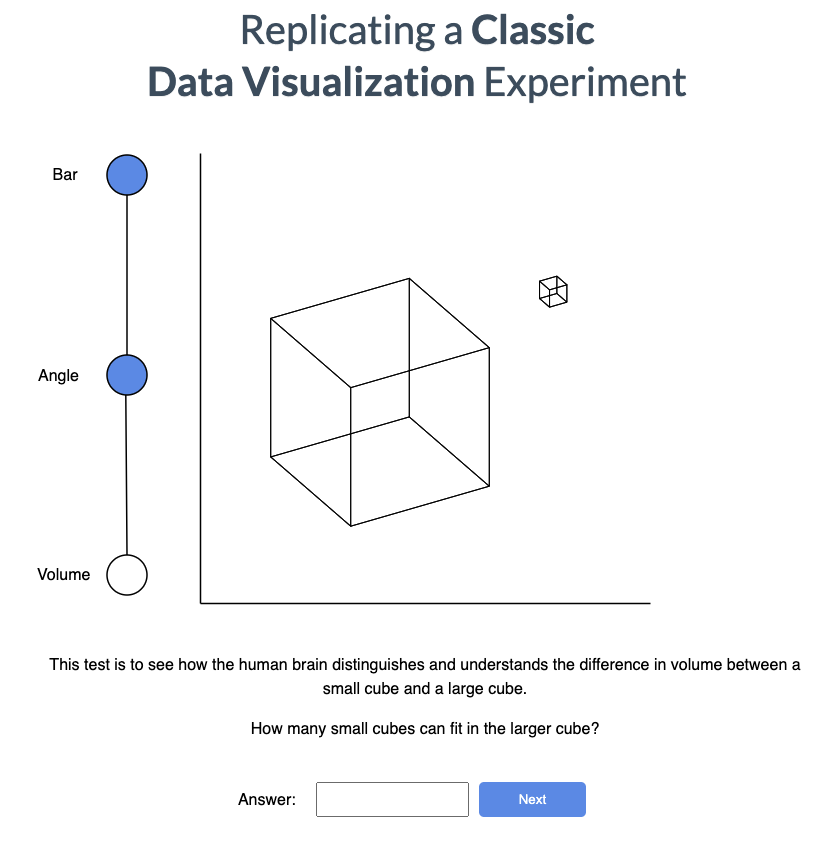 Replicating a Classic
Data Visualization Experiment
Bar
Angle
Volume
This test is to see how the human brain distinguishes and understands the difference in volume between a
small cube and a large cube.
How many small cubes can fit in the larger cube?
Answer:
Next